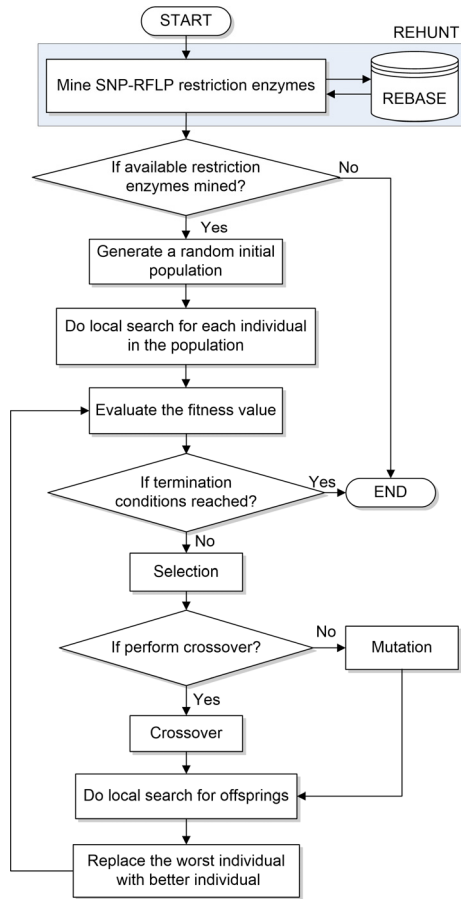 START
REHUNT
Mine SNP-RFLP restriction enzymes
REBASE
If available restriction
enzymes mined?
No
Yes
Generate a random initial
population
Do local search for each individual
in the population
Evaluate the fitness value
If termination
conditions reached?
Yes
END
No
Selection
If perform crossover?
No
Mutation
Yes
Crossover
Do local search for offsprings
Replace the worst individual
with better individual